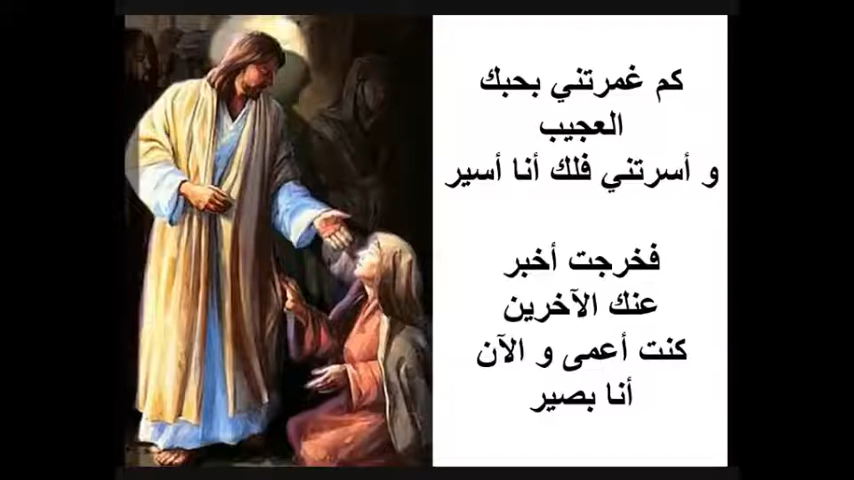 كم غمرتني بحبك
العجيب
و أسرتني فلك أنا أسير
فخرجت أخبر
عنك الآخرين
كنت أعمى و الآن
أنا بصير